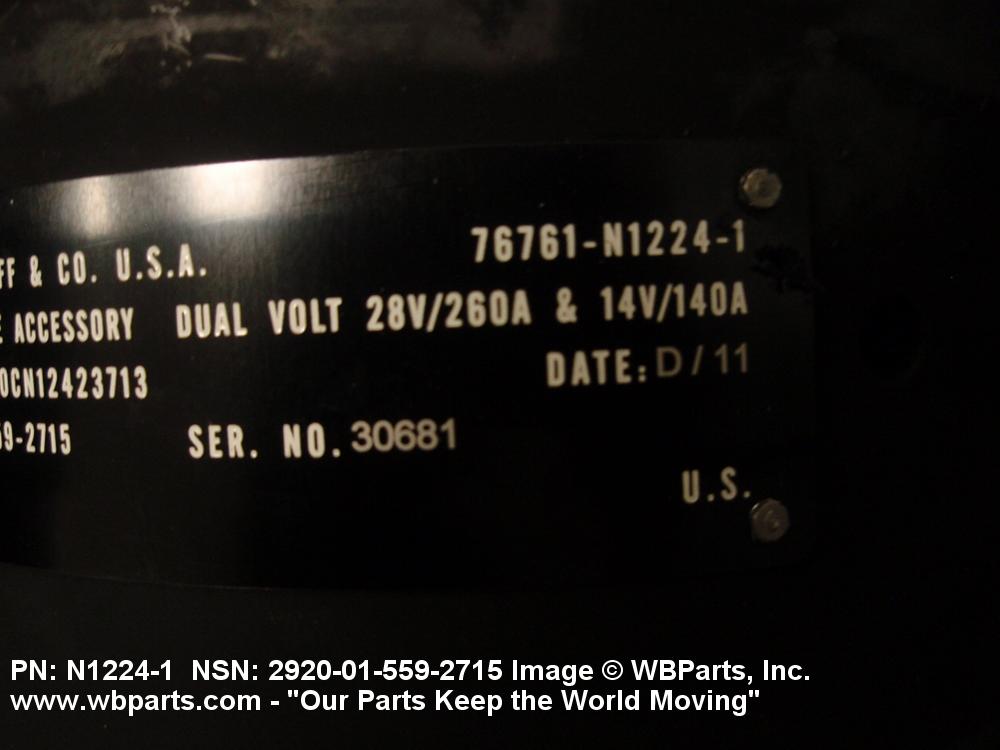 FF & CO. U.S.A. 76761-N1224-1
E ACCESSORY DUAL VOLT 28V/260A & 14V/140A
0CN12423713 DATE: D/11
59-2715 SER. NO. 30681
U.S.
PN: N1224-1 NSN: 2920-01-559-2715 Image © WBParts, Inc.
www.wbparts.com - "Our Parts Keep the World Moving"